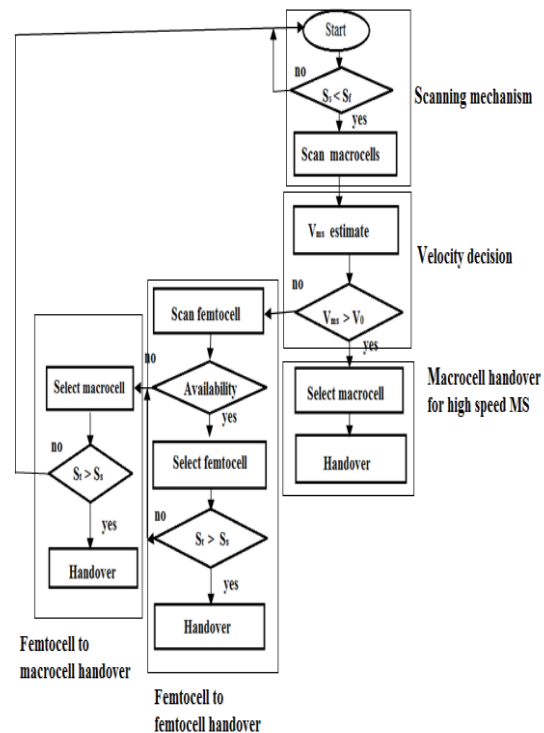 Start
no
Ss < Sf
yes
Scan macrocells
Scanning mechanism
Vms estimate
Velocity decision
no
Vms > V0
yes
Scan femtocell
no
Availability
yes
Select macrocell
Macrocell handover
for high speed MS
Handover
Select macrocell
no
St > Ss
yes
Handover
Select femtocell
no
St > Ss
yes
Handover
Femtocell to
macrocell handover
Femtocell to
femtocell handover